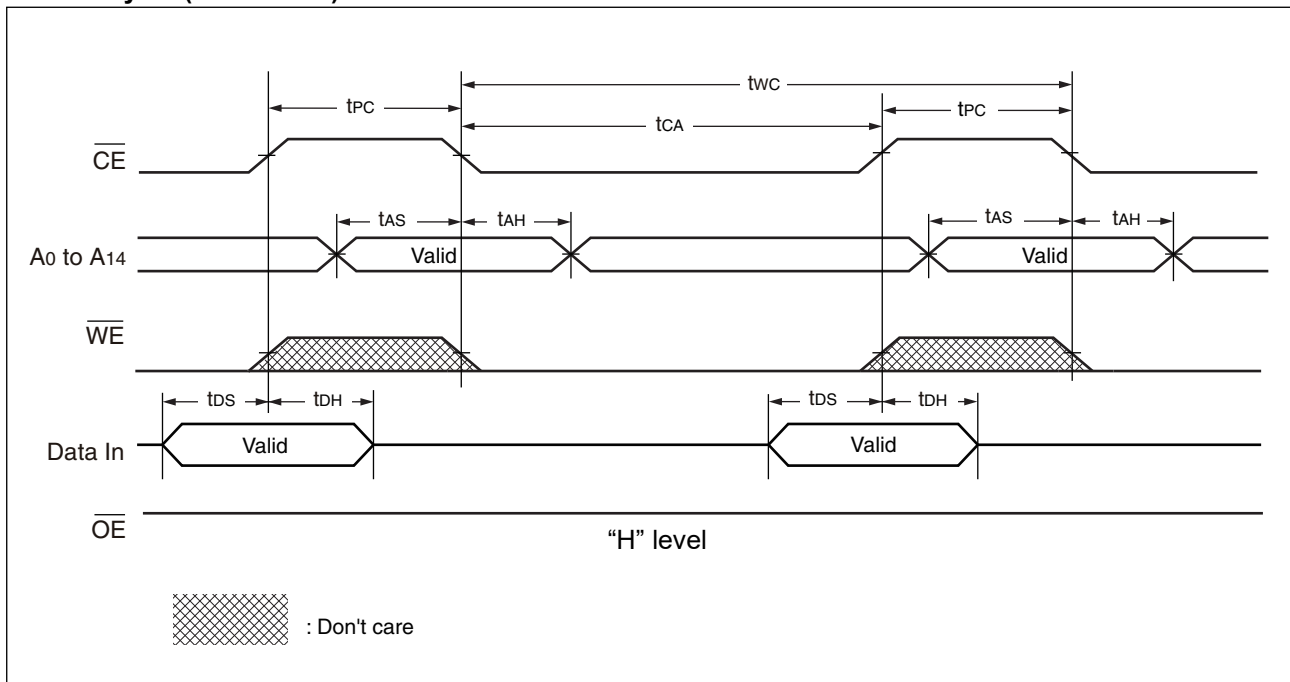 tWC
tPC
tCA
tPC
CE
tAS
tAH
tAS
tAH
A0 to A14
Valid
Valid
WE
tDS
tDH
tDS
tDH
Data In
Valid
Valid
OE
“H” level
: Don't care